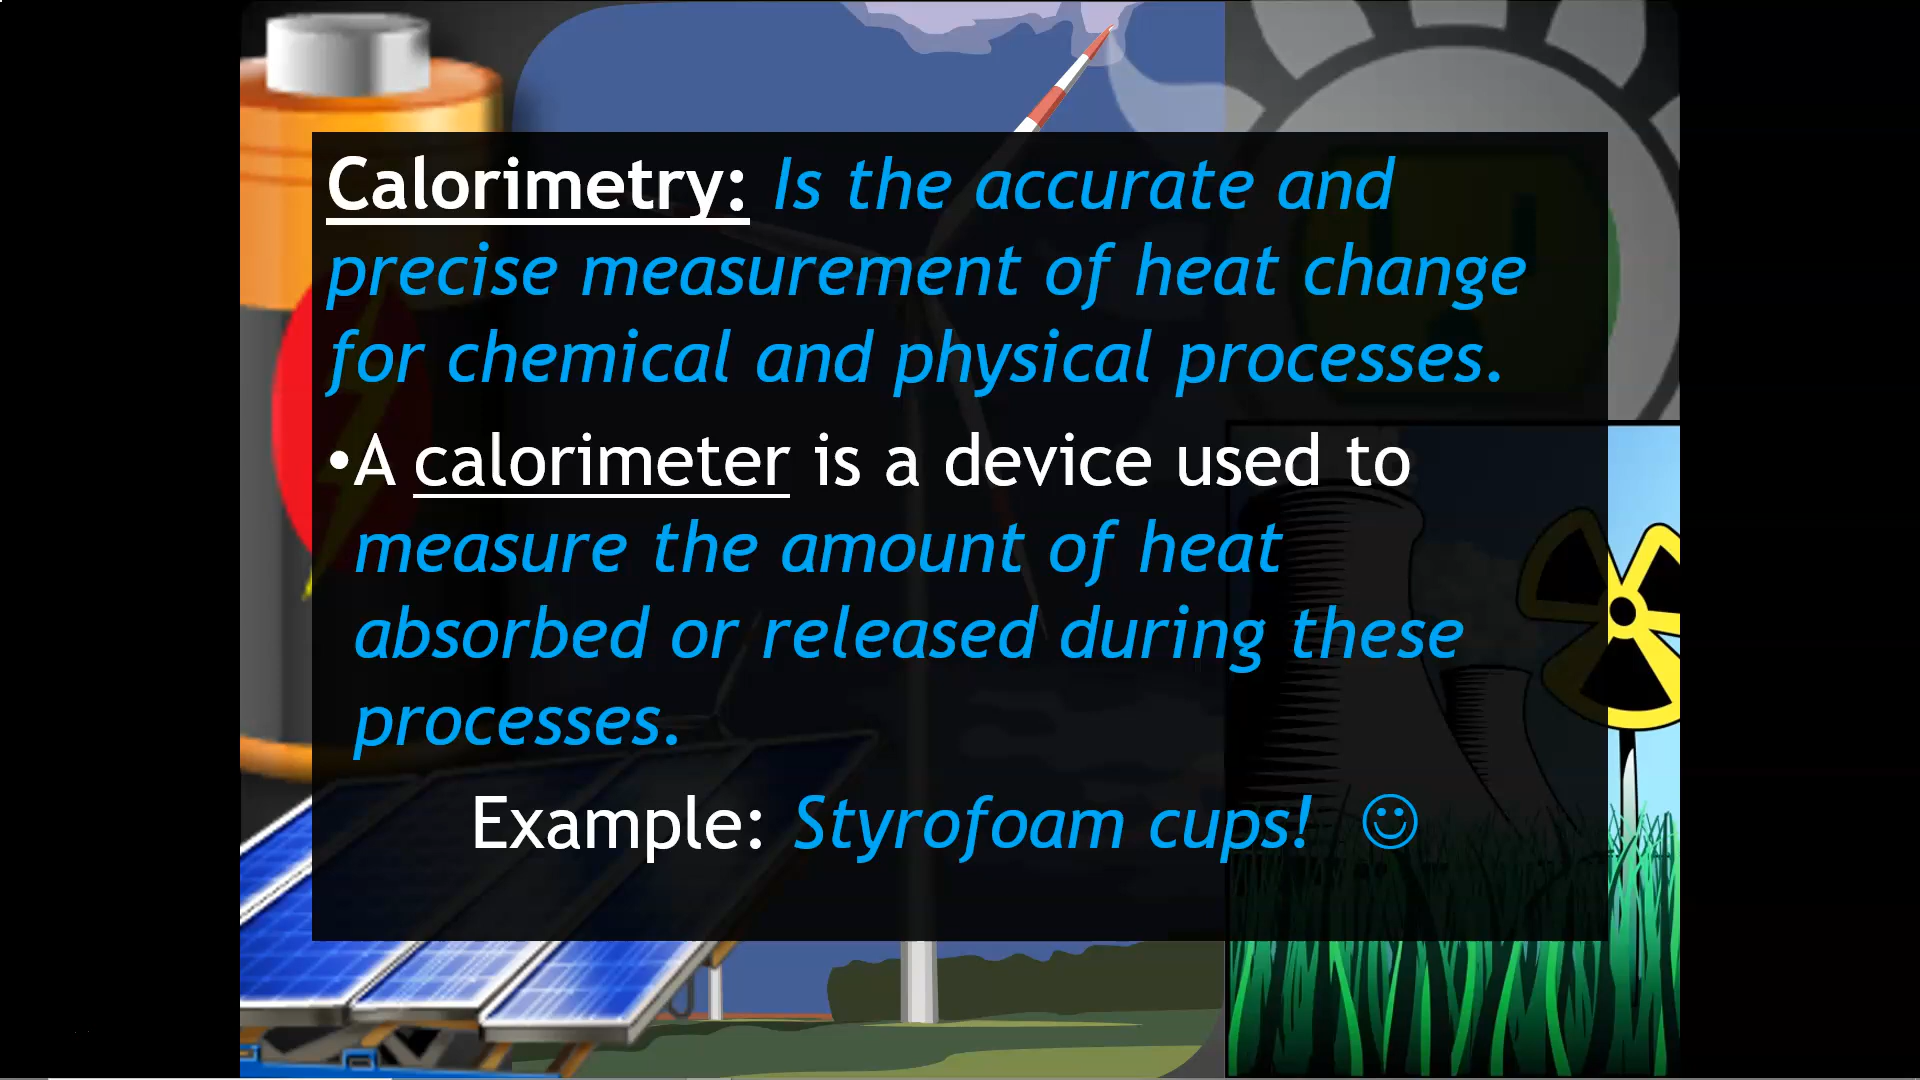 Calorimetry: Is the accurate and
precise measurement of heat change
for chemical and physical processes.
•A calorimeter is a device used to
measure the amount of heat
absorbed or released during these
processes.
Example: Styrofoam cups! ☺